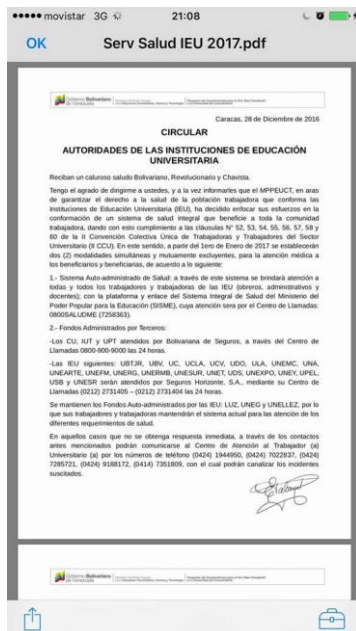 movistar 3G 21:08
OK Serv Salud IEU 2017.pdf
Gobierno Bolivariano
de Venezuela
Caracas, 28 de Diciembre de 2016
CIRCULAR
AUTORIDADES DE LAS INSTITUCIONES DE EDUCACIÓN
UNIVERSITARIA
Reciban un caluroso saludo Bolivariano, Revolucionario y Chavista.
Tengo el agrado de dirigirme a ustedes, y a la vez informarles que el MPPEUCT, en aras
de garantizar el derecho a la salud de la población trabajadora que conforma las
Instituciones de Educación Universitaria (IEU), ha decidido enfocar sus esfuerzos en la
conformación de un sistema de salud integral que beneficie a toda la comunidad
trabajadora, dando con esto cumplimiento a las cláusulas N° 52, 53, 54, 55, 56, 57, 58 y
60 de la II Convención Colectiva Única de Trabajadoras y Trabajadores del Sector
Universitario (II CCU). En este sentido, a partir del 1ero de Enero de 2017 se establecerán
dos (2) modalidades simultáneas y mutuamente excluyentes, para la atención médica a
los beneficiarios y beneficiarias, de acuerdo a lo siguiente:
1.- Sistema Auto-administrado de Salud: a través de este sistema se brindará atención a
todas y todos los trabajadores y trabajadoras de las IEU (obreros, administrativos y
docentes); con la plataforma y enlace del Sistema Integral de Salud del Ministerio del
Poder Popular para la Educación (SISME), cuya atención sera por el Centro de Llamadas:
0800SALUDME (7258363).
2.- Fondos Administrados por Terceros:
-Los CU, IUT y UPT atendidos por Bolivariana de Seguros, a través del Centro de
Llamadas 0800-900-9000 las 24 horas.
-Las IEU siguientes: UBTJR, UBV, UC, UCLA, UCV, UDO, ULA, UNEMC, UNA,
UNEARTE, UNEFM, UNERG, UNERMB, UNESUR, UNET, UDS, UNEXPO, UNEY, UPEL,
USB y UNESR serán atendidos por Seguros Horizonte, S.A., mediante su Centro de
Llamadas (0212) 2731405 – (0212) 2731404 las 24 horas.
Se mantienen los Fondos Auto-administrados por las IEU: LUZ, UNEG y UNELLEZ, por lo
que sus trabajadores y trabajadoras mantendrán el sistema actual para las atención de los
diferentes requerimientos de salud.
En aquellos casos que no se obtenga respuesta inmediata, a través de los contactos
antes mencionados podrán comunicarse al Centro de Atención al Trabajador (a)
Universitario (a) por los números de teléfono (0424) 1944950, (0424) 7022837, (0424)
7285721, (0424) 9188172, (0414) 7351809, con el cual podrán canalizar los incidentes
suscitados.
Gobierno Bolivariano
de Venezuela